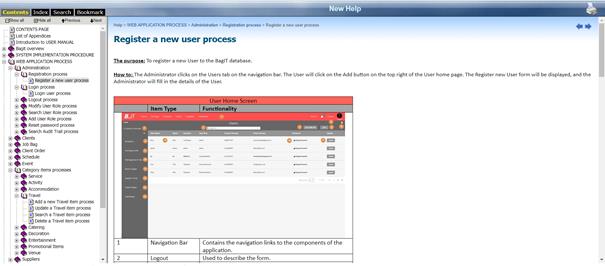 New Help
Contents Index Search Bookmark
Show all Hide all Previous Next
CONTENTS PAGE
List of Appendices
Introduction to USER MANUAL
BagIt overview
SYSTEM IMPLEMENTATION PROCEDURE
WEB APPLICATION PROCESS
Administration
Registration process
Register a new user process
Login process
Login user process
Logout process
Modify User Role process
Search User Role process
Add User Role process
Reset password process
Search Audit Trail process
Clients
Job Bag
Client Order
Schedule
Event
Category items processes
Service
Activity
Accommodation
Travel
Add a new Travel item process
Update a Travel item process
Search a Travel item process
Delete a Travel item process
Catering
Decoration
Entertainment
Promotional items
Venue
Suppliers
Help > WEB APPLICATION PROCESS > Administration > Registration process > Register a new user process
Register a new user process
The purpose: To register a new User to the BagIT database.
How to: The Administrator clicks on the Users tab on the navigation bar. The User will click on the Add button on the top right of the User home page. The Register new User form will be displayed, and the
Administrator will fill in the details of the User.
User Home Screen
Item Type Functionality
1 Navigation Bar Contains the navigation links to the components of the
application.
2 Logout Used to describe the form.